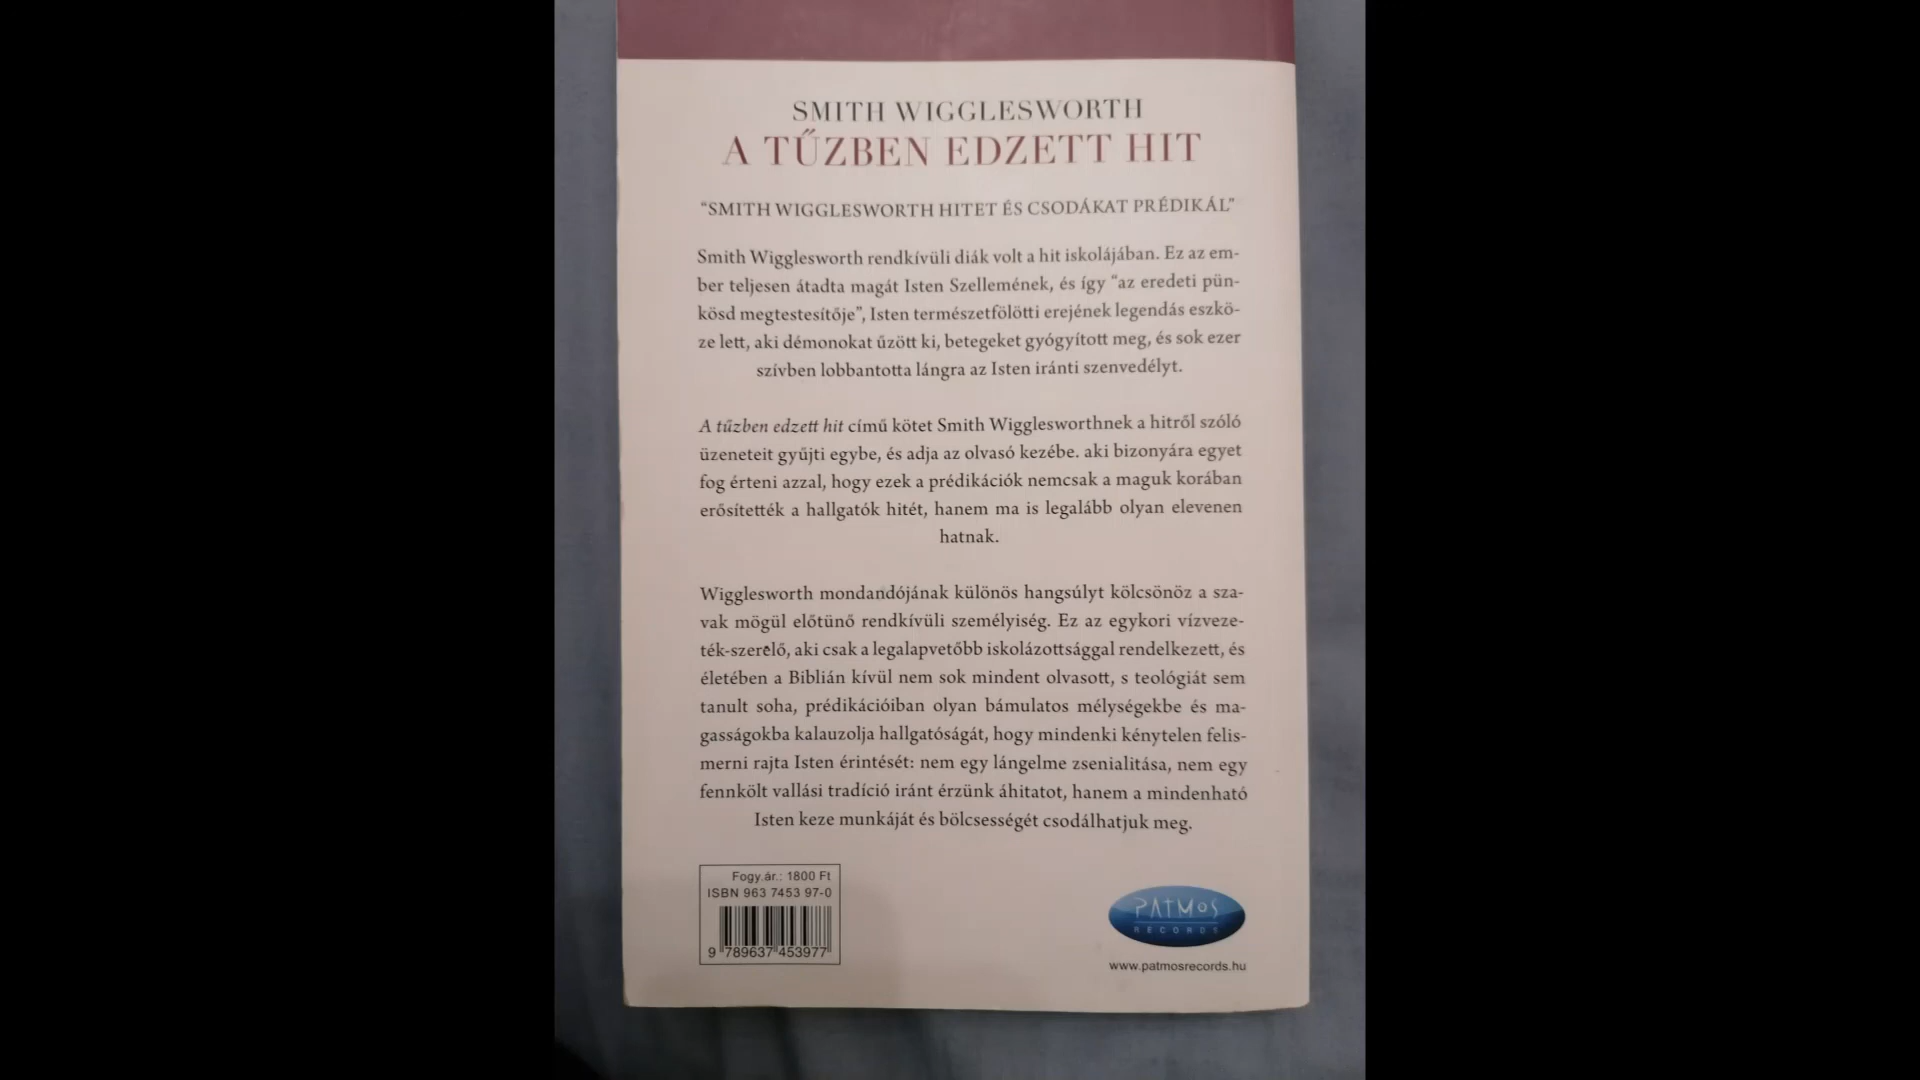 SMITH WIGGLESWORTH
A TŰZBEN EDZETT HIT
“SMITH WIGGLESWORTH HITET ÉS CSODÁKAT PRÉDIKÁL”
Smith Wigglesworth rendkívüli diák volt a hit iskolájában. Ez az em-
ber teljesen átadta magát Isten Szellemének, és így “az eredeti pün-
kösd megtestesítője”, Isten természetfölötti erejének legendás eszkö-
ze lett, aki démonokat űzött ki, betegeket gyógyított meg, és sok ezer
szívben lobbantotta lángra az Isten iránti szenvedélyt.
A tűzben edzett hit című kötet Smith Wigglesworthnek a hitről szóló
üzeneteit gyűjti egybe, és adja az olvasó kezébe. aki bizonyára egyet
fog érteni azzal, hogy ezek a prédikációk nemcsak a maguk korában
erősítették a hallgatók hitét, hanem ma is legalább olyan elevenen
hatnak.
Wigglesworth mondandójának különös hangsúlyt kölcsönöz a sza-
vak mögül előtünő rendkívüli személyiség. Ez az egykori vízveze-
ték-szerelő, aki csak a legalapvetőbb iskolázottsággal rendelkezett, és
életében a Biblián kívül nem sok mindent olvasott, s teológiát sem
tanult soha, prédikációiban olyan bámulatos mélységekbe és ma-
gasságokba kalauzolja hallgatóságát, hogy mindenki kénytelen felis-
merni rajta Isten érintését: nem egy lángelme zsenialitása, nem egy
fennkölt vallási tradíció iránt érzünk áhitatot, hanem a mindenható
Isten keze munkáját és bölcsességét csodálhatjuk meg.
Fogy.ár.: 1800 Ft
ISBN 963 7453 97-0
9 789637 453977
PATMOS
RECORDS
www.patmosrecords.hu